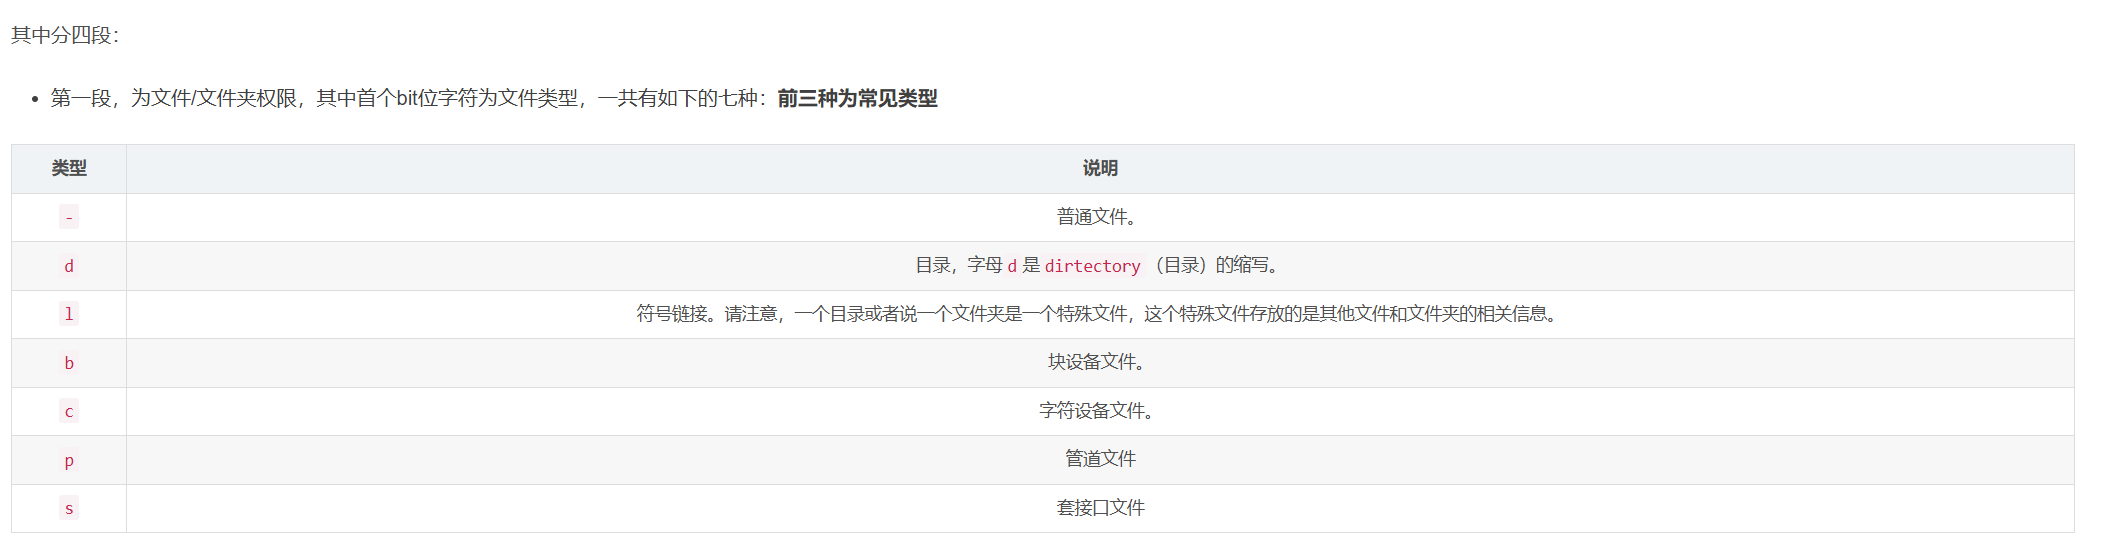 其中分四段：
• 第一段，为文件/文件夹权限，其中首个bit位字符为文件类型，一共有如下的七种：前三种为常见类型
类型 说明
- 普通文件。
d 目录，字母 d 是 dirtectory （目录）的缩写。
l 符号链接。请注意，一个目录或者说一个文件夹是一个特殊文件，这个特殊文件存放的是其他文件和文件夹的相关信息。
b 块设备文件。
c 字符设备文件。
p 管道文件
s 套接口文件